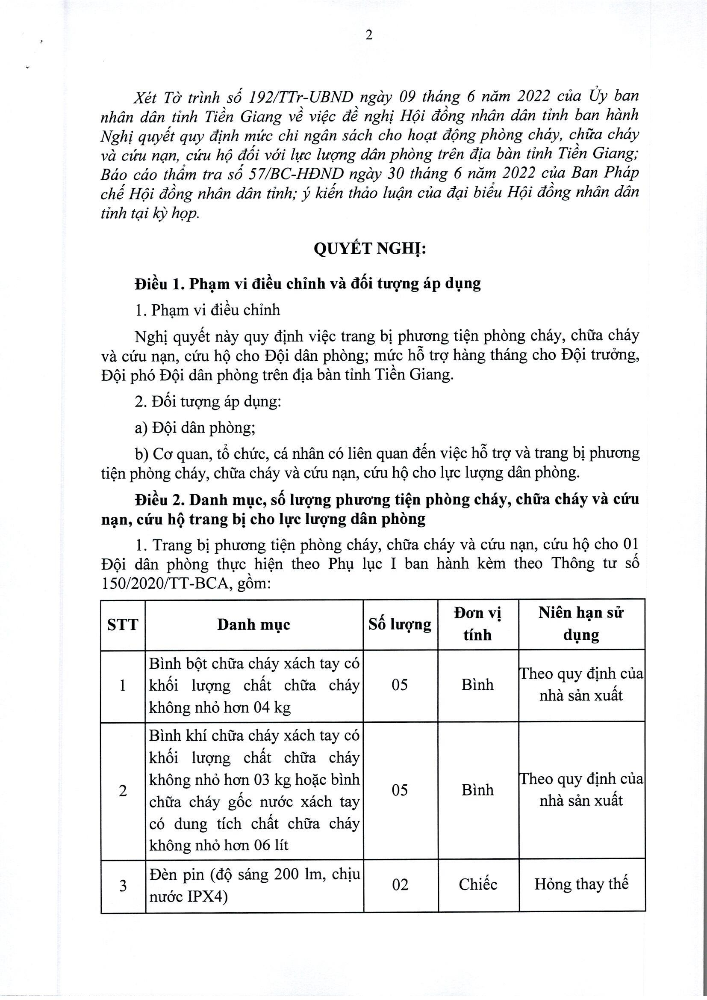 2
Xét Tờ trình số 192/TTr-UBND ngày 09 tháng 6 năm 2022 của Ủy ban
nhân dân tỉnh Tiền Giang về việc đề nghị Hội đồng nhân dân tỉnh ban hành
Nghị quyết quy định mức chi ngân sách cho hoạt động phòng cháy, chữa cháy
và cứu nạn, cứu hộ đối với lực lượng dân phòng trên địa bàn tỉnh Tiền Giang;
Báo cáo thẩm tra số 57/BC-HĐND ngày 30 tháng 6 năm 2022 của Ban Pháp
chế Hội đồng nhân dân tỉnh; ý kiến thảo luận của đại biểu Hội đồng nhân dân
tỉnh tại kỳ họp.
QUYẾT NGHỊ:
Điều 1. Phạm vi điều chỉnh và đối tượng áp dụng
1. Phạm vi điều chỉnh
Nghị quyết này quy định việc trang bị phương tiện phòng cháy, chữa cháy
và cứu nạn, cứu hộ cho Đội dân phòng; mức hỗ trợ hàng tháng cho Đội trưởng,
Đội phó Đội dân phòng trên địa bàn tỉnh Tiền Giang.
2. Đối tượng áp dụng:
a) Đội dân phòng;
b) Cơ quan, tổ chức, cá nhân có liên quan đến việc hỗ trợ và trang bị phương
tiện phòng cháy, chữa cháy và cứu nạn, cứu hộ cho lực lượng dân phòng.
Điều 2. Danh mục, số lượng phương tiện phòng cháy, chữa cháy và cứu
nạn, cứu hộ trang bị cho lực lượng dân phòng
1. Trang bị phương tiện phòng cháy, chữa cháy và cứu nạn, cứu hộ cho 01
Đội dân phòng thực hiện theo Phụ lục I ban hành kèm theo Thông tư số
150/2020/TT-BCA, gồm:
STT Danh mục Số lượng Đơn vị tính Niên hạn sử dụng
1 Bình bột chữa cháy xách tay có
khối lượng chất chữa cháy
không nhỏ hơn 04 kg
05 Bình Theo quy định của
nhà sản xuất
2 Bình khí chữa cháy xách tay có
khối lượng chất chữa cháy
không nhỏ hơn 03 kg hoặc bình
chữa cháy gốc nước xách tay
có dung tích chất chữa cháy
không nhỏ hơn 06 lít
05 Bình Theo quy định của
nhà sản xuất
3 Đèn pin (độ sáng 200 lm, chịu
nước IPX4)
02 Chiếc Hỏng thay thế